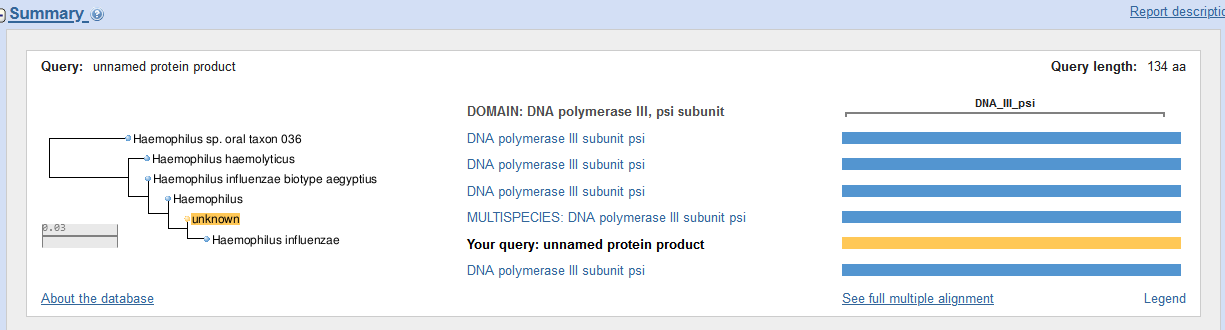 Summary ?
Report descriptio
Query: unnamed protein product
Query length: 134 aa
DNA_III_psi
DOMAIN: DNA polymerase III, psi subunit
Haemophilus sp. oral taxon 036
DNA polymerase III subunit psi
Haemophilus haemolyticus
DNA polymerase III subunit psi
Haemophilus influenzae biotype aegyptius
DNA polymerase III subunit psi
Haemophilus
MULTISPECIES: DNA polymerase III subunit psi
unknown
Your query: unnamed protein product
0.03
Haemophilus influenzae
DNA polymerase III subunit psi
About the database
See full multiple alignment
Legend